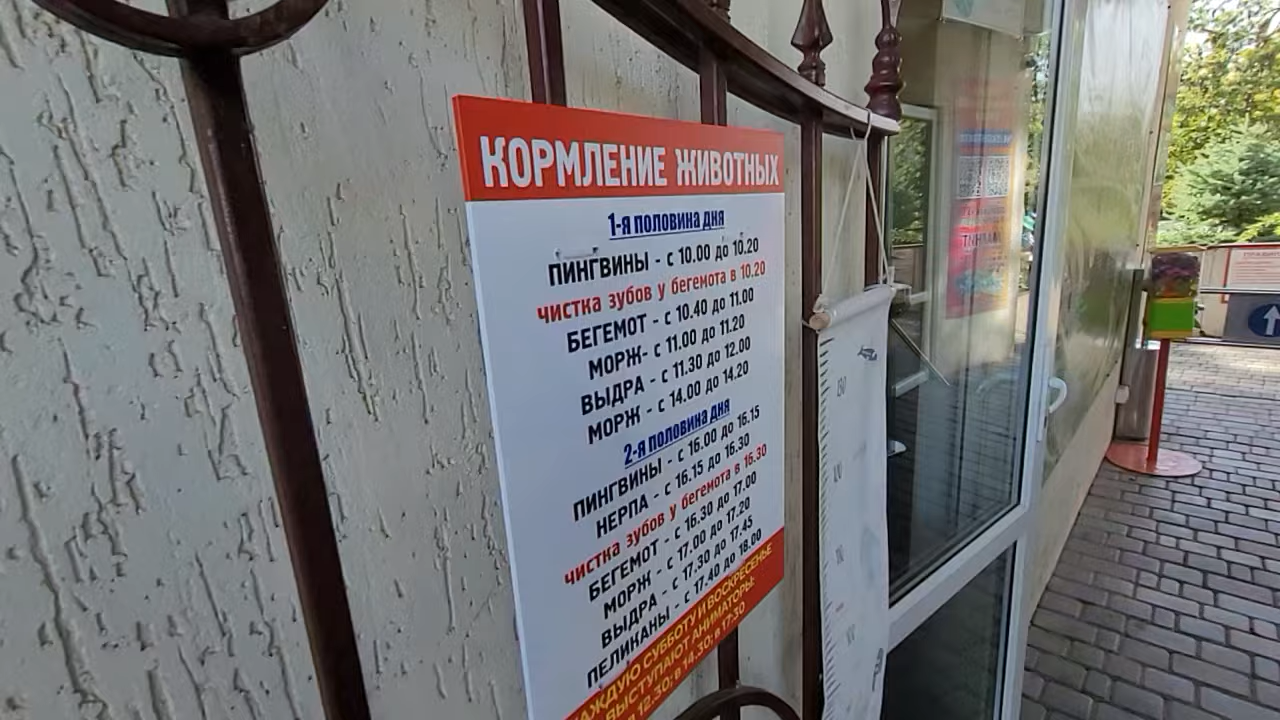 КОРМЛЕНИЕ ЖИВОТНЫХ
1-я половина дня
ПИНГВИНЫ - с 10.00 до 10.20
чистка зубов у бегемота в 10.20
БЕГЕМОТ - с 10.40 до 11.00
МОРЖ- с 11.00 до 11.20
ВЫДРА - с 11.30 до 12.00
МОРЖ - с 14.00 до 14.20
2-я половина дня
ПИНГВИНЫ - с 16.00 до 16.15
НЕРПА - с 16.15 до 16.30
чистка зубов у бегемота в 16.30
БЕГЕМОТ - с 16.30 до 17.00
МОРЖ - с 17.00 до 17.20
ВЫДРА - с 17.30 до 17.45
ПЕЛИКАНЫ - с 17.40 до 18.00
СУББОТУ И ВОСКРЕСЕНЬЕ
ВЫСТУПАЮТ АНИМАТОРЫ:
12.30; в 14.30; в 17:30